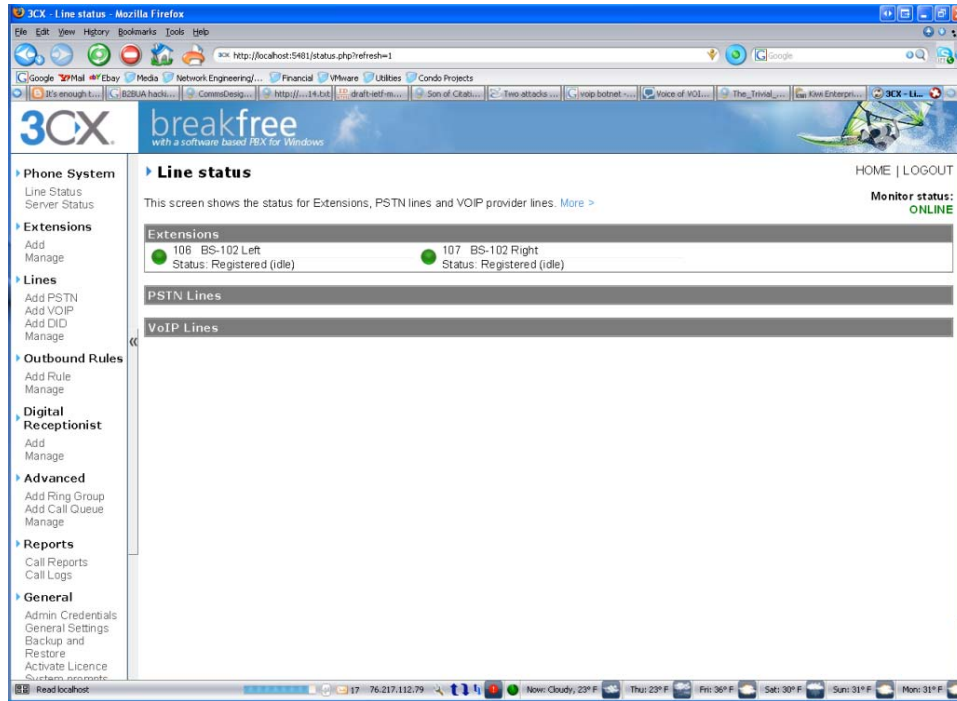 3CX - Line status - Mozilla Firefox
File Edit View History Bookmarks Tools Help
http://localhost:5481/status.php?refresh=1
Google
Google Mail Ebay Media Network Engineering/... Financial VMware Utilities Condo Projects
It's enough t... B2BUA hacki... CommsDesig... http://...14.txt draft-ietf-m... Son of Citati... Two attacks ... voip botnet -... Voice of VOI... The_Trivial_... Kiwi Enterpri... 3CX - Li...
3CX.
breakfree
with a software based PBX for Windows
Phone System
Line Status
Server Status
Extensions
Add
Manage
Lines
Add PSTN
Add VOIP
Add DID
Manage
Outbound Rules
Add Rule
Manage
Digital
Receptionist
Add
Manage
Advanced
Add Ring Group
Add Call Queue
Manage
Reports
Call Reports
Call Logs
General
Admin Credentials
General Settings
Backup and
Restore
Activate Licence
System prompts
Line status
HOME | LOGOUT
This screen shows the status for Extensions, PSTN lines and VOIP provider lines. More >
Monitor status:
ONLINE
Extensions
106 BS-102 Left
Status: Registered (idle)
107 BS-102 Right
Status: Registered (idle)
PSTN Lines
VoIP Lines
Read localhost
17 76.217.112.79 Now: Cloudy, 23° F Thu: 23° F Fri: 36° F Sat: 30° F Sun: 31° F Mon: 31° F